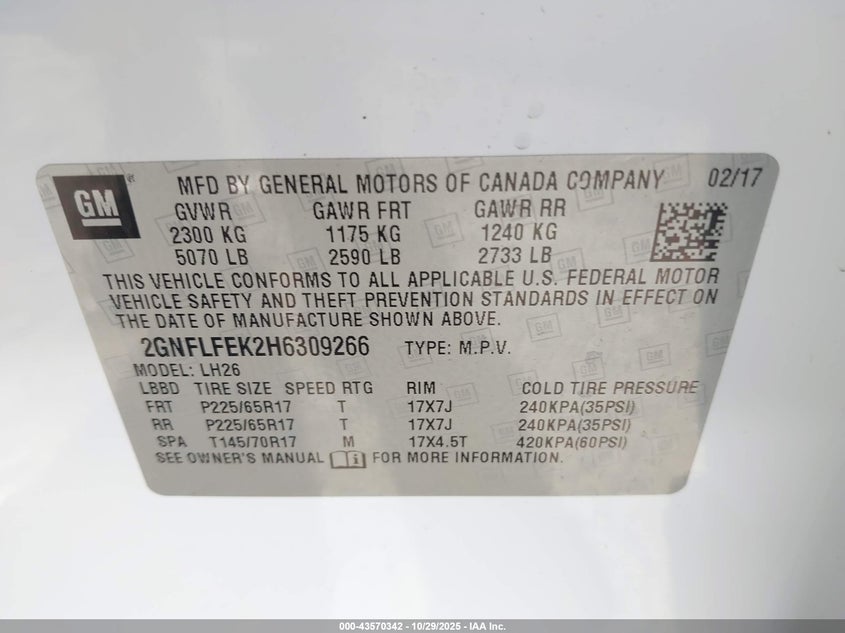 GM
MFD BY GENERAL MOTORS OF CANADA COMPANY 02/17
GVWR GAWR FRT GAWR RR
2300 KG 1175 KG 1240 KG
5070 LB 2590 LB 2733 LB
THIS VEHICLE CONFORMS TO ALL APPLICABLE U.S. FEDERAL MOTOR
VEHICLE SAFETY AND THEFT PREVENTION STANDARDS IN EFFECT ON
THE DATE OF MANUFACTURE SHOWN ABOVE.
2GNFLFEK2H6309266 TYPE: M.P.V.
MODEL: LH26
LBBD TIRE SIZE SPEED RTG RIM COLD TIRE PRESSURE
FRT P225/65R17 T 17X7J 240KPA(35PSI)
RR P225/65R17 T 17X7J 240KPA(35PSI)
SPA T145/70R17 M 17X4.5T 420KPA(60PSI)
SEE OWNER'S MANUAL FOR MORE INFORMATION.
000-43570342 - 10/29/2025 - IAA Inc.